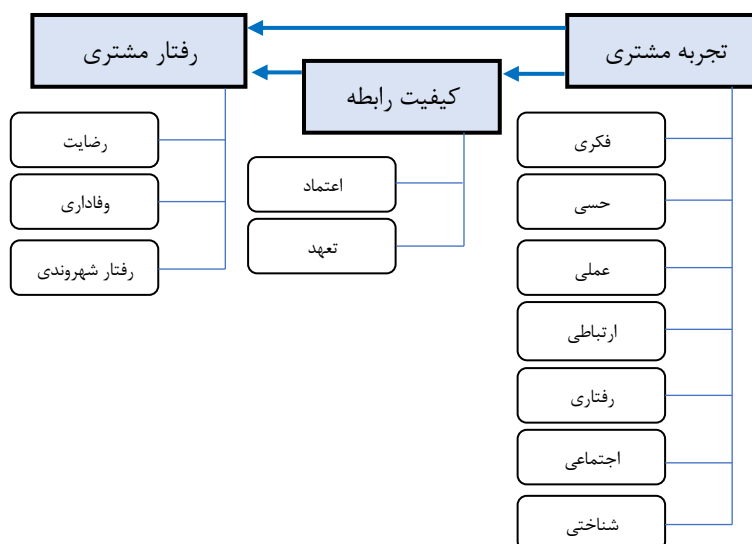 تجربه مشتری
رفتار مشتری
کیفیت رابطه
فکری
حسی
عملی
ارتباطی
رفتاری
اجتماعی
شناختی
اعتماد
تعهد
رضایت
وفاداری
رفتار شهروندی